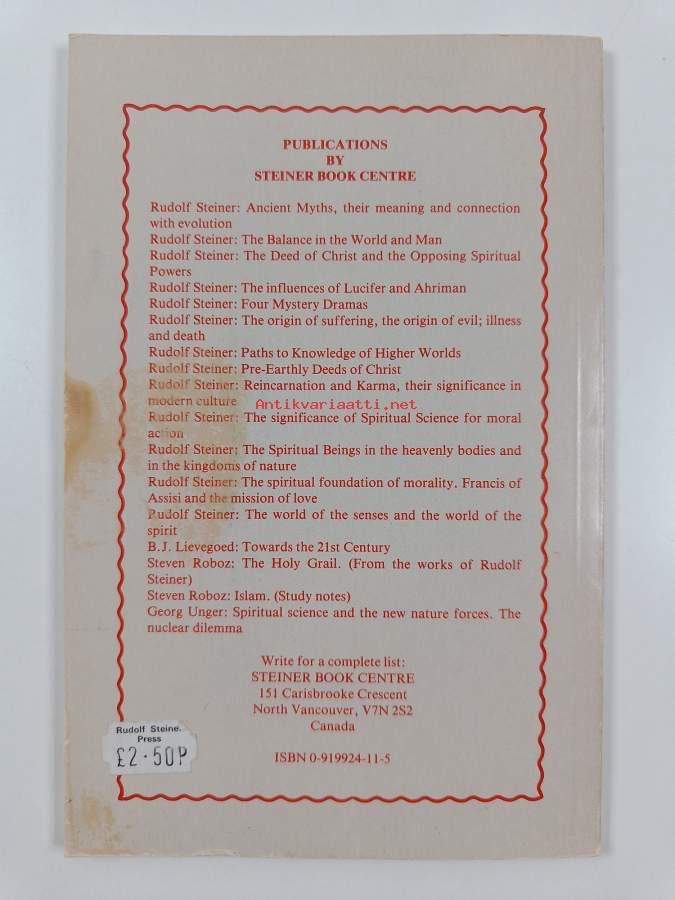 PUBLICATIONS
BY
STEINER BOOK CENTRE
Rudolf Steiner: Ancient Myths, their meaning and connection
with evolution
Rudolf Steiner: The Balance in the World and Man
Rudolf Steiner: The Deed of Christ and the Opposing Spiritual
Powers
Rudolf Steiner: The influences of Lucifer and Ahriman
Rudolf Steiner: Four Mystery Dramas
Rudolf Steiner: The origin of suffering, the origin of evil; illness
and death
Rudolf Steiner: Paths to Knowledge of Higher Worlds
Rudolf Steiner: Pre-Earthly Deeds of Christ
Rudolf Steiner: Reincarnation and Karma, their significance in
modern culture
Antikvariaatti.net
Rudolf Steiner: The significance of Spiritual Science for moral
action
Rudolf Steiner: The Spiritual Beings in the heavenly bodies and
in the kingdoms of nature
Rudolf Steiner: The spiritual foundation of morality. Francis of
Assisi and the mission of love
Rudolf Steiner: The world of the senses and the world of the
spirit
B.J. Lievegoed: Towards the 21st Century
Steven Roboz: The Holy Grail. (From the works of Rudolf
Steiner)
Steven Roboz: Islam. (Study notes)
Georg Unger: Spiritual science and the new nature forces. The
nuclear dilemma
Write for a complete list:
STEINER BOOK CENTRE
151 Carisbrooke Crescent
North Vancouver, V7N 2S2
Canada
ISBN 0-919924-11-5
Rudolf Steine
Press
£2·50P